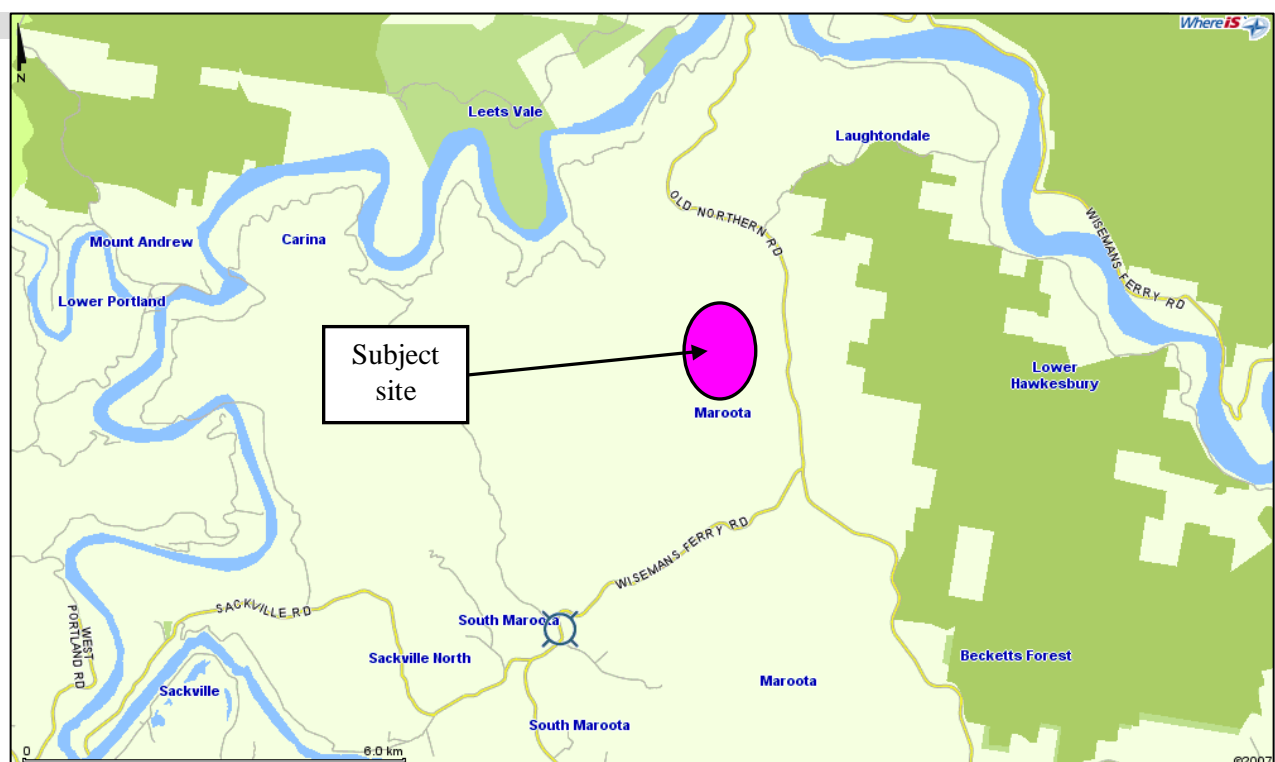 Whereis
N
Leets Vale
Laughtondale
OLD NORTHERN RD
WISEMANS FERRY RD
Mount Andrew
Carina
Lower Portland
Subject
site
Lower
Hawkesbury
Maroota
WISEMANS FERRY RD
SACKVILLE RD
WEST
PORTLAND RD
South Maroota
Sackville North
Becketts Forest
Maroota
Sackville
South Maroota
0
6.0 km
©2007